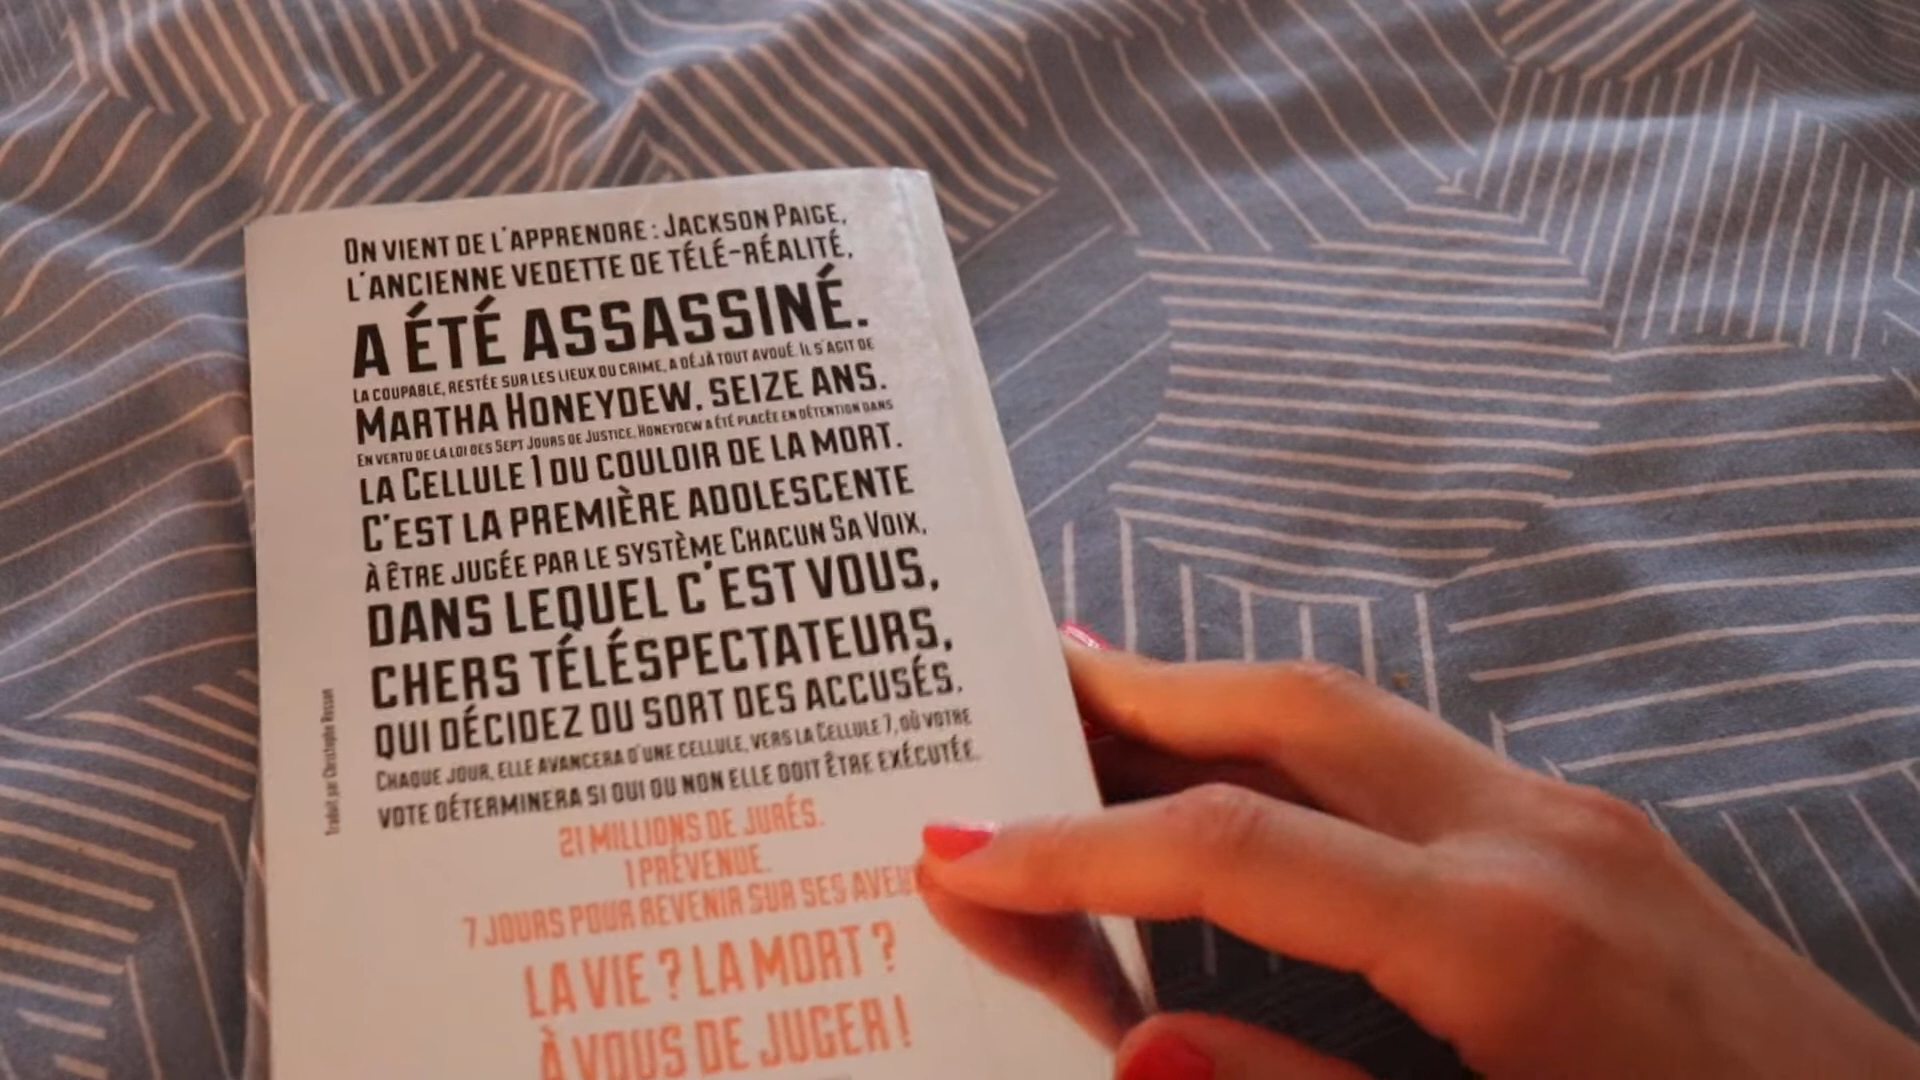 On vient de l'apprendre : Jackson Paige,
l'ancienne vedette de télé-réalité,
a été assassiné.
La coupable, restée sur les lieux du crime, a déjà tout avoué. Il s'agit de
Martha Honeydew, seize ans.
En vertu de la loi des Sept Jours de Justice, Honeydew a été placée en détention dans
la Cellule 1 du couloir de la mort.
C'est la première adolescente
à être jugée par le système Chacun Sa Voix,
dans lequel c'est vous,
chers téléspectateurs,
qui décidez du sort des accusés.
Chaque jour, elle avancera d'une cellule, vers la Cellule 7, où votre
vote déterminera si oui ou non elle doit être exécutée.
21 millions de jurés.
1 prévenue.
7 jours pour revenir sur ses
La vie ? La mort ?
À vous de juger !
Traduit par Christophe Rosson